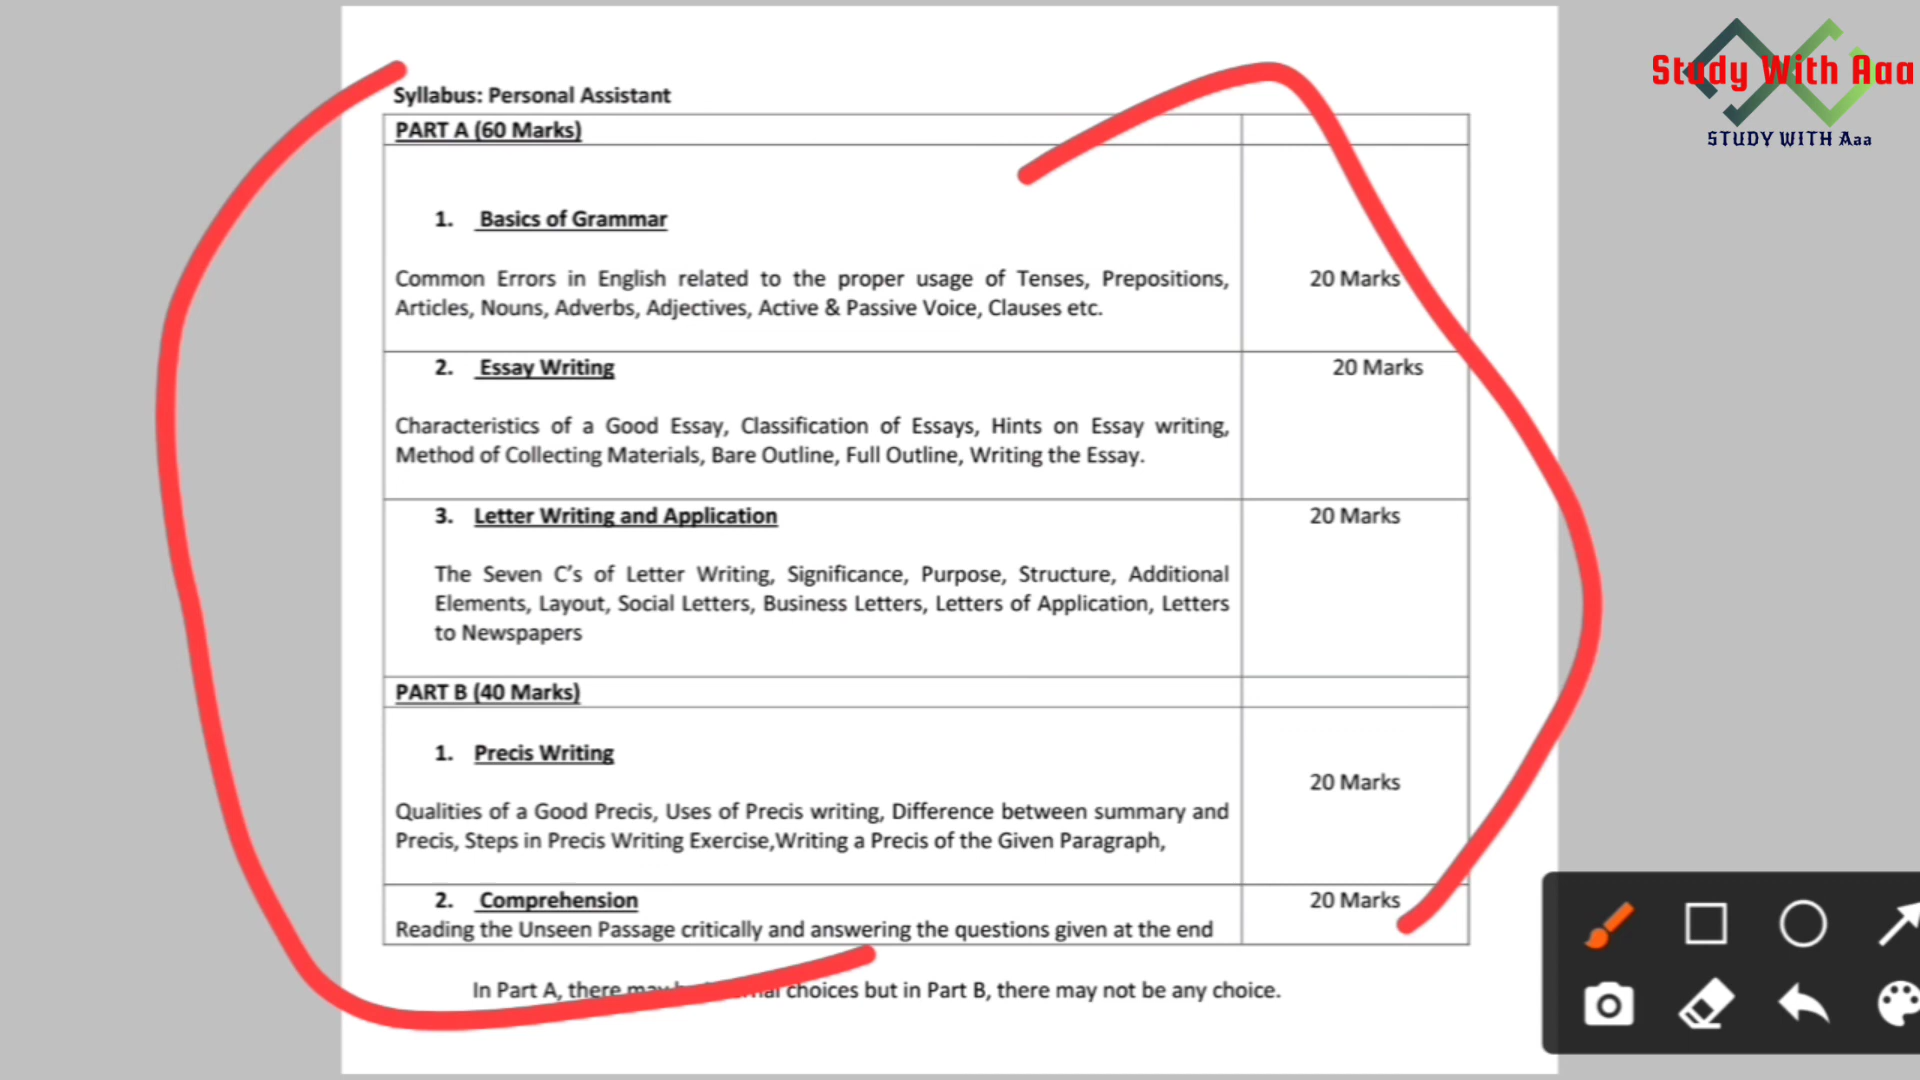 Syllabus: Personal Assistant
PART A (60 Marks)
1. Basics of Grammar
Common Errors in English related to the proper usage of Tenses, Prepositions,
Articles, Nouns, Adverbs, Adjectives, Active & Passive Voice, Clauses etc.
20 Marks
2. Essay Writing
20 Marks
Characteristics of a Good Essay, Classification of Essays, Hints on Essay writing,
Method of Collecting Materials, Bare Outline, Full Outline, Writing the Essay.
3. Letter Writing and Application
20 Marks
The Seven C's of Letter Writing, Significance, Purpose, Structure, Additional
Elements, Layout, Social Letters, Business Letters, Letters of Application, Letters
to Newspapers
PART B (40 Marks)
1. Precis Writing
20 Marks
Qualities of a Good Precis, Uses of Precis writing, Difference between summary and
Precis, Steps in Precis Writing Exercise,Writing a Precis of the Given Paragraph,
2. Comprehension
20 Marks
Reading the Unseen Passage critically and answering the questions given at the end
In Part A, there may choices but in Part B, there may not be any choice.
Study With Aaa
STUDY WITH Aaa